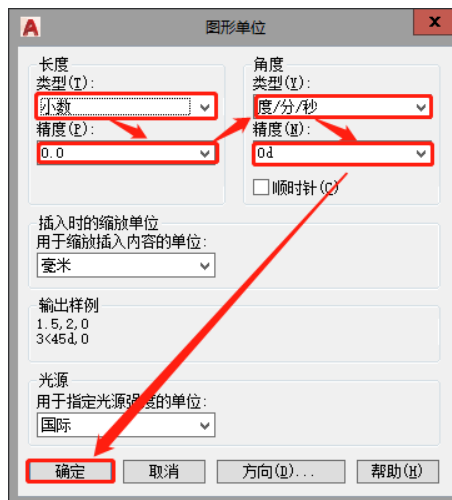 图形单位
长度
类型(T):
小数
精度(P):
0.0
角度
类型(Y):
度/分/秒
精度(N):
0d
顺时针(C)
插入时的缩放单位
用于缩放插入内容的单位:
毫米
输出样例
1.5,2,0
3<45d,0
光源
用于指定光源强度的单位:
国际
确定
取消
方向(D)...
帮助(H)